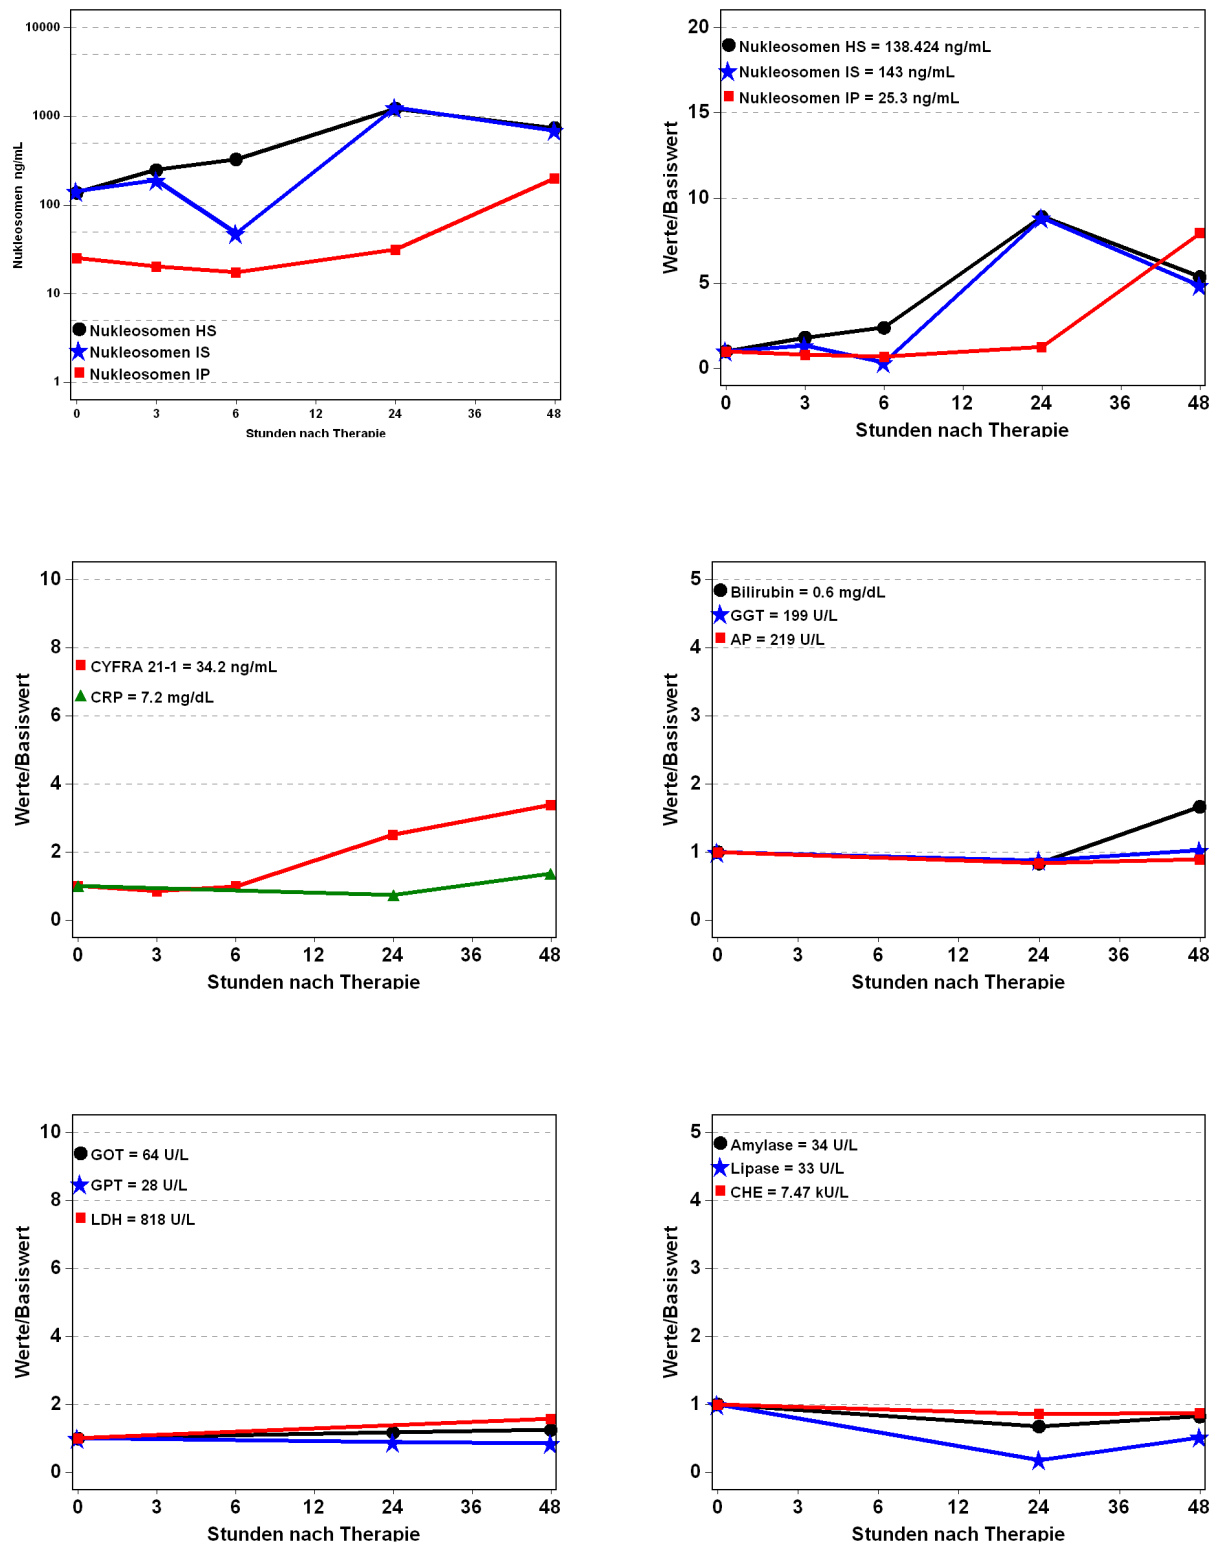 10000
1000
100
10
1
Nukleosomen ng/mL
Nukleosomen HS
Nukleosomen IS
Nukleosomen IP
0 3 6 12 24 36 48
Stunden nach Therapie
20
15
10
5
0
Werte/Basiswert
Nukleosomen HS = 138.424 ng/mL
Nukleosomen IS = 143 ng/mL
Nukleosomen IP = 25.3 ng/mL
0 3 6 12 24 36 48
Stunden nach Therapie
10
8
6
4
2
0
Werte/Basiswert
CYFRA 21-1 = 34.2 ng/mL
CRP = 7.2 mg/dL
0 3 6 12 24 36 48
Stunden nach Therapie
5
4
3
2
1
0
Werte/Basiswert
Bilirubin = 0.6 mg/dL
GGT = 199 U/L
AP = 219 U/L
0 3 6 12 24 36 48
Stunden nach Therapie
10
8
6
4
2
0
Werte/Basiswert
GOT = 64 U/L
GPT = 28 U/L
LDH = 818 U/L
0 3 6 12 24 36 48
Stunden nach Therapie
5
4
3
2
1
0
Werte/Basiswert
Amylase = 34 U/L
Lipase = 33 U/L
CHE = 7.47 kU/L
0 3 6 12 24 36 48
Stunden nach Therapie